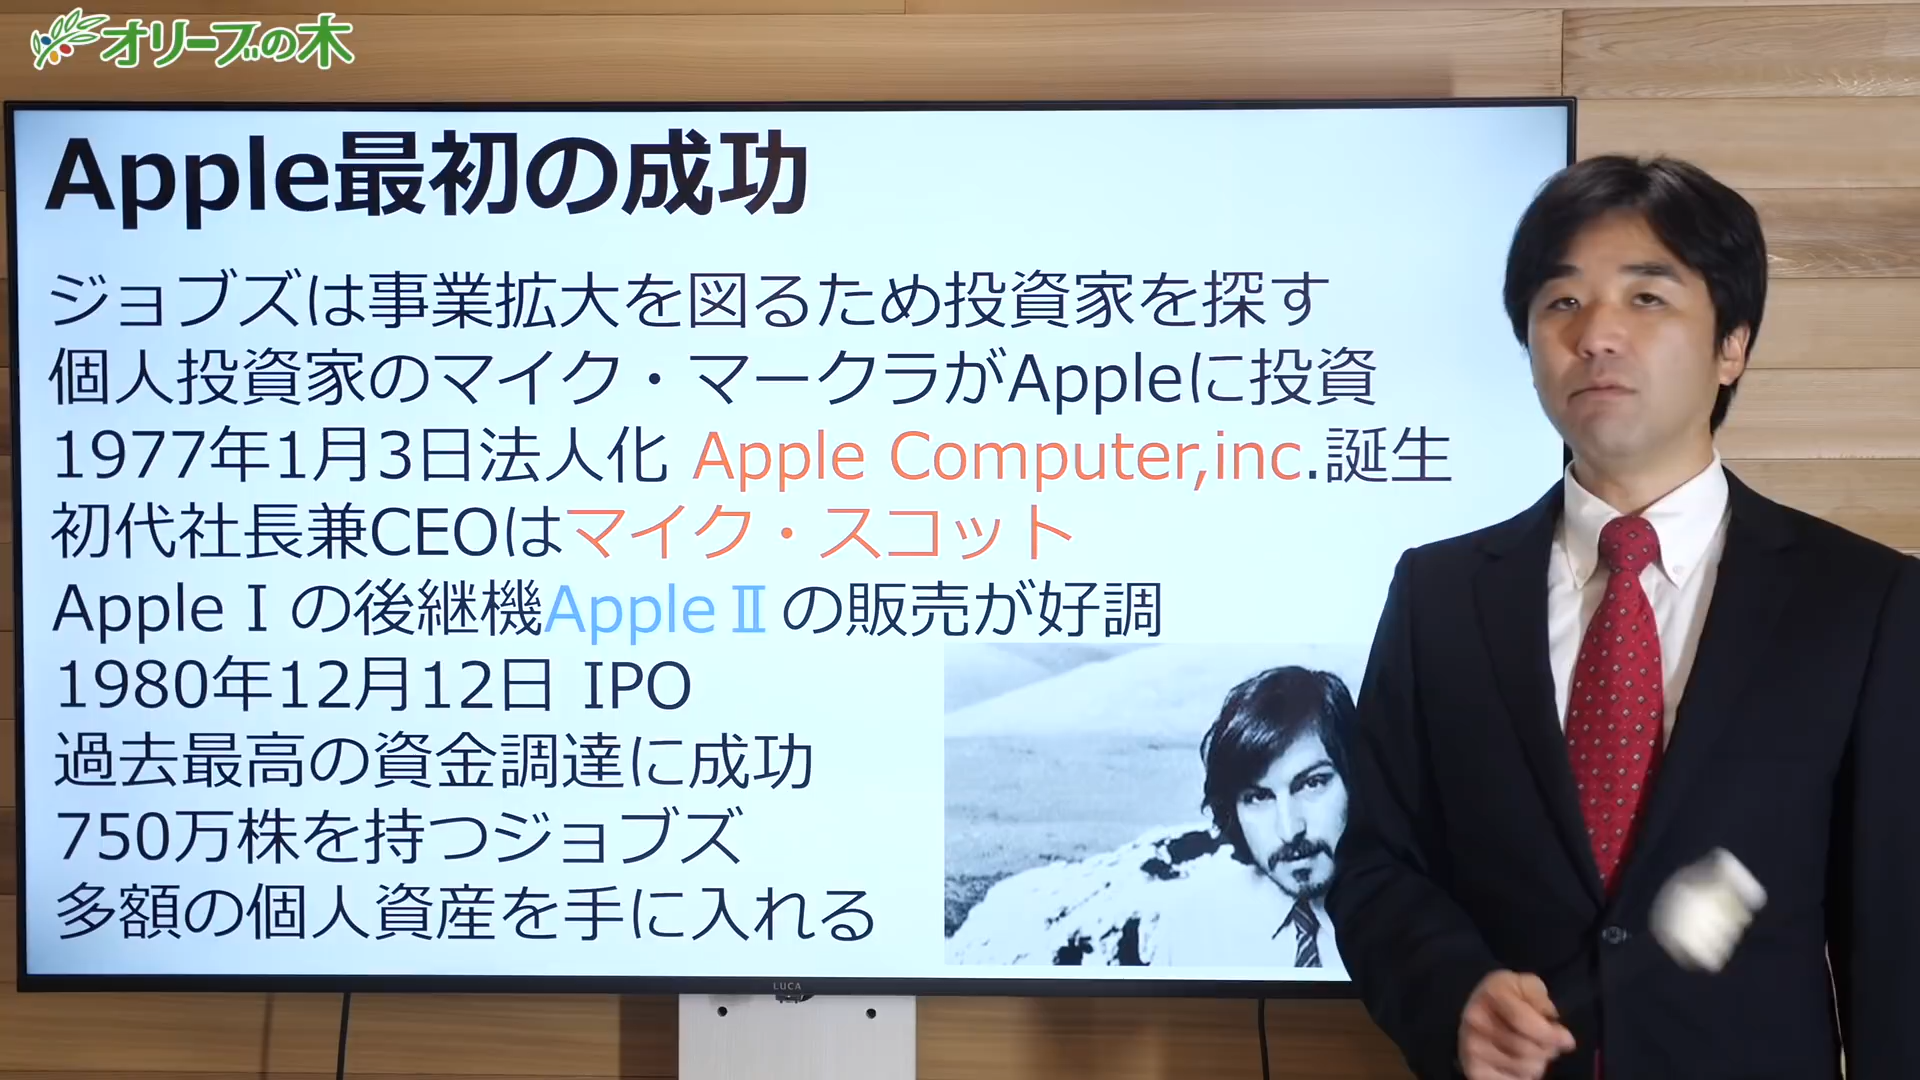 オリーブの木
Apple最初の成功
ジョブズは事業拡大を図るため投資家を探す
個人投資家のマイク・マークラがAppleに投資
1977年1月3日法人化 Apple Computer,inc.誕生
初代社長兼CEOはマイク・スコット
AppleⅠの後継機AppleⅡの販売が好調
1980年12月12日 IPO
過去最高の資金調達に成功
750万株を持つジョブズ
多額の個人資産を手に入れる
LUCA